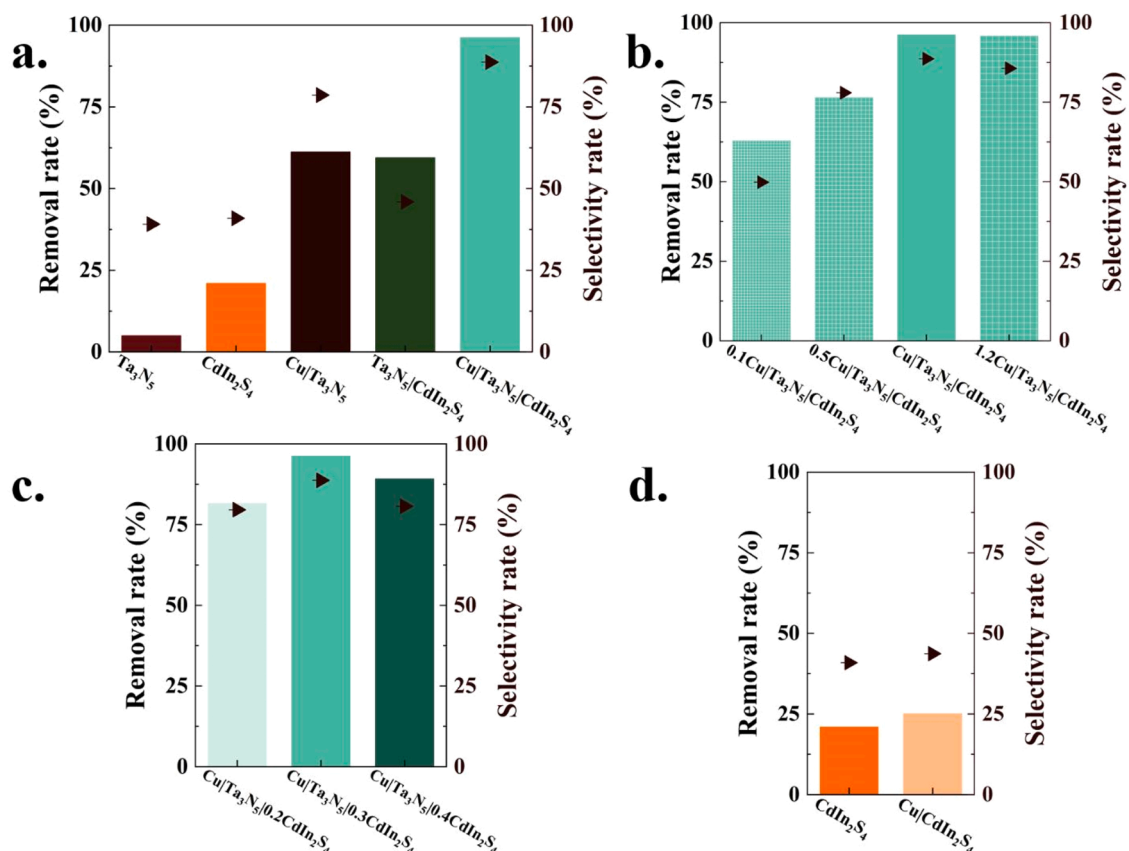 a.
Removal rate (%)
100
75
50
25
0
100
75
50
25
0
Selectivity rate (%)
Ta₃N₅
CdIn₂S₄
Cu|Ta₃N₅
Ta₃N₅|CdIn₂S₄
Cu|Ta₃N₅|CdIn₂S₄
b.
Removal rate (%)
100
75
50
25
0
100
75
50
25
0
Selectivity rate (%)
0.1Cu|Ta₃N₅|CdIn₂S₄
0.5Cu|Ta₃N₅|CdIn₂S₄
Cu|Ta₃N₅|CdIn₂S₄
1.2Cu|Ta₃N₅|CdIn₂S₄
c.
Removal rate (%)
100
75
50
25
0
100
80
60
40
20
0
Selectivity rate (%)
Cu|Ta₃N₅|0.2CdIn₂S₄
Cu|Ta₃N₅|0.3CdIn₂S₄
Cu|Ta₃N₅|0.4CdIn₂S₄
d.
Removal rate (%)
100
75
50
25
0
100
75
50
25
0
Selectivity rate (%)
CdIn₂S₄
Cu|CdIn₂S₄